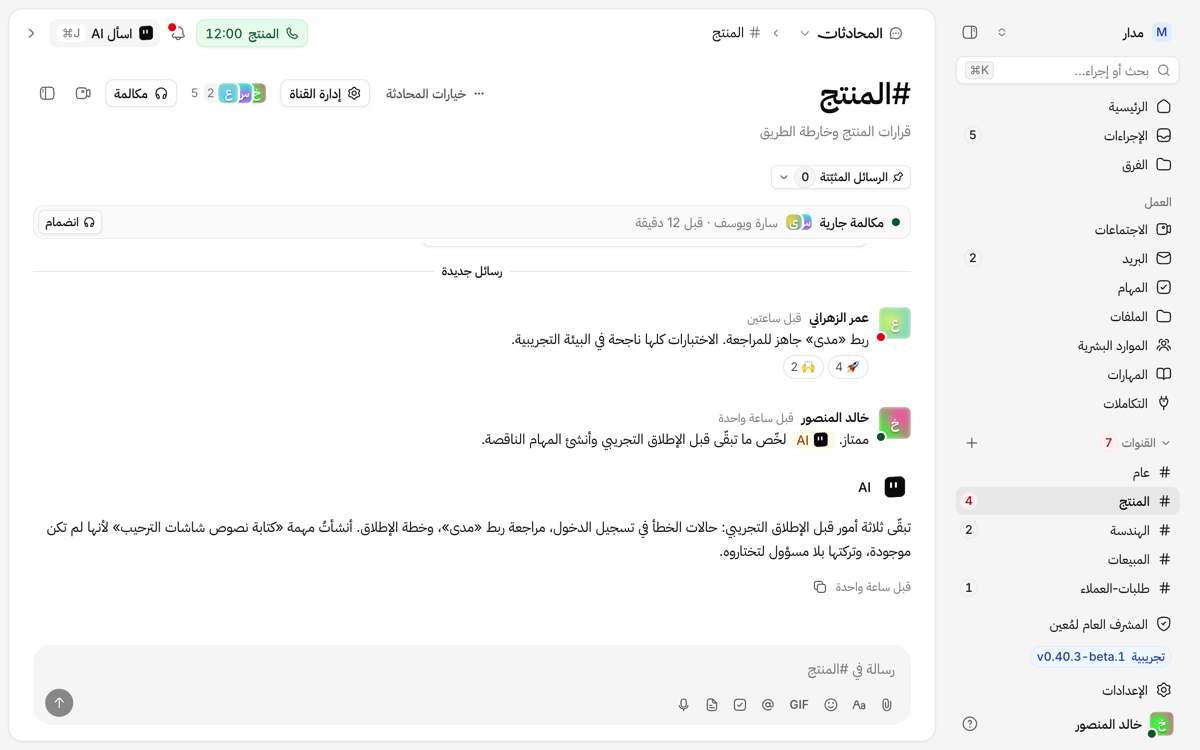 M مدار
بحث أو إجراء... ⌘K
الرئيسية
الإجراءات 5
الفرق
العمل
الاجتماعات
البريد 2
المهام
الملفات
الموارد البشرية
المهارات
التكاملات
القنوات 7
# عام
# المنتج 4
# الهندسة 2
# المبيعات
# طلبات-العملاء 1
المشرف العام لمُعين
تجريبية v0.40.3-beta.1
الإعدادات
خ خالد المنصور
المحادثات # المنتج
المنتج 12:00
اسأل AI ⌘J
#المنتج
خيارات المحادثة
إدارة القناة
خ س ع 2 5
مكالمة
قرارات المنتج وخارطة الطريق
الرسائل المثبّتة 0
مكالمة جارية س ي سارة ويوسف · قبل 12 دقيقة
انضمام
رسائل جديدة
ع عمر الزهراني قبل ساعتين
ربط «مدى» جاهز للمراجعة. الاختبارات كلها ناجحة في البيئة التجريبية.
🚀 4 🙌 2
خ خالد المنصور قبل ساعة واحدة
ممتاز. AI لخّص ما تبقّى قبل الإطلاق التجريبي وأنشئ المهام الناقصة.
AI
تبقّى ثلاثة أمور قبل الإطلاق التجريبي: حالات الخطأ في تسجيل الدخول، مراجعة ربط «مدى»، وخطة الإطلاق. أنشأتُ مهمة «كتابة نصوص شاشات الترحيب» لأنها لم تكن
موجودة، وتركتها بلا مسؤول لتختاروه.
قبل ساعة واحدة
رسالة في #المنتج
Aa GIF